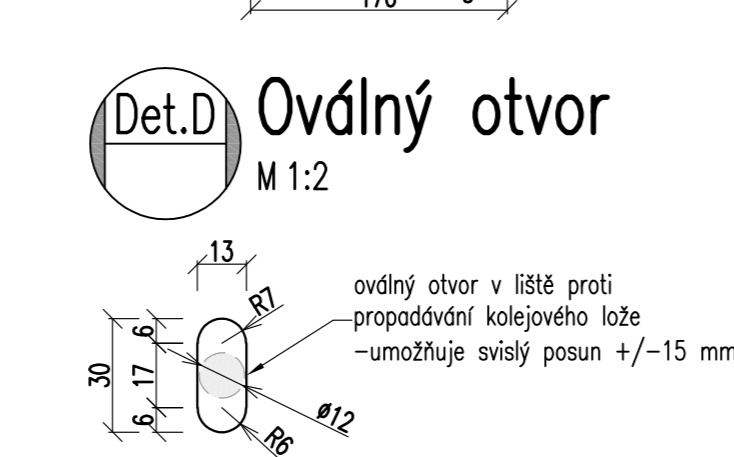 Det.D
Oválný otvor
M 1:2
13
R7
oválný otvor v liště proti
propadávání kolejového lože
-umožňuje svislý posun +/-15 mm
6
30
17
6
ø12
R6